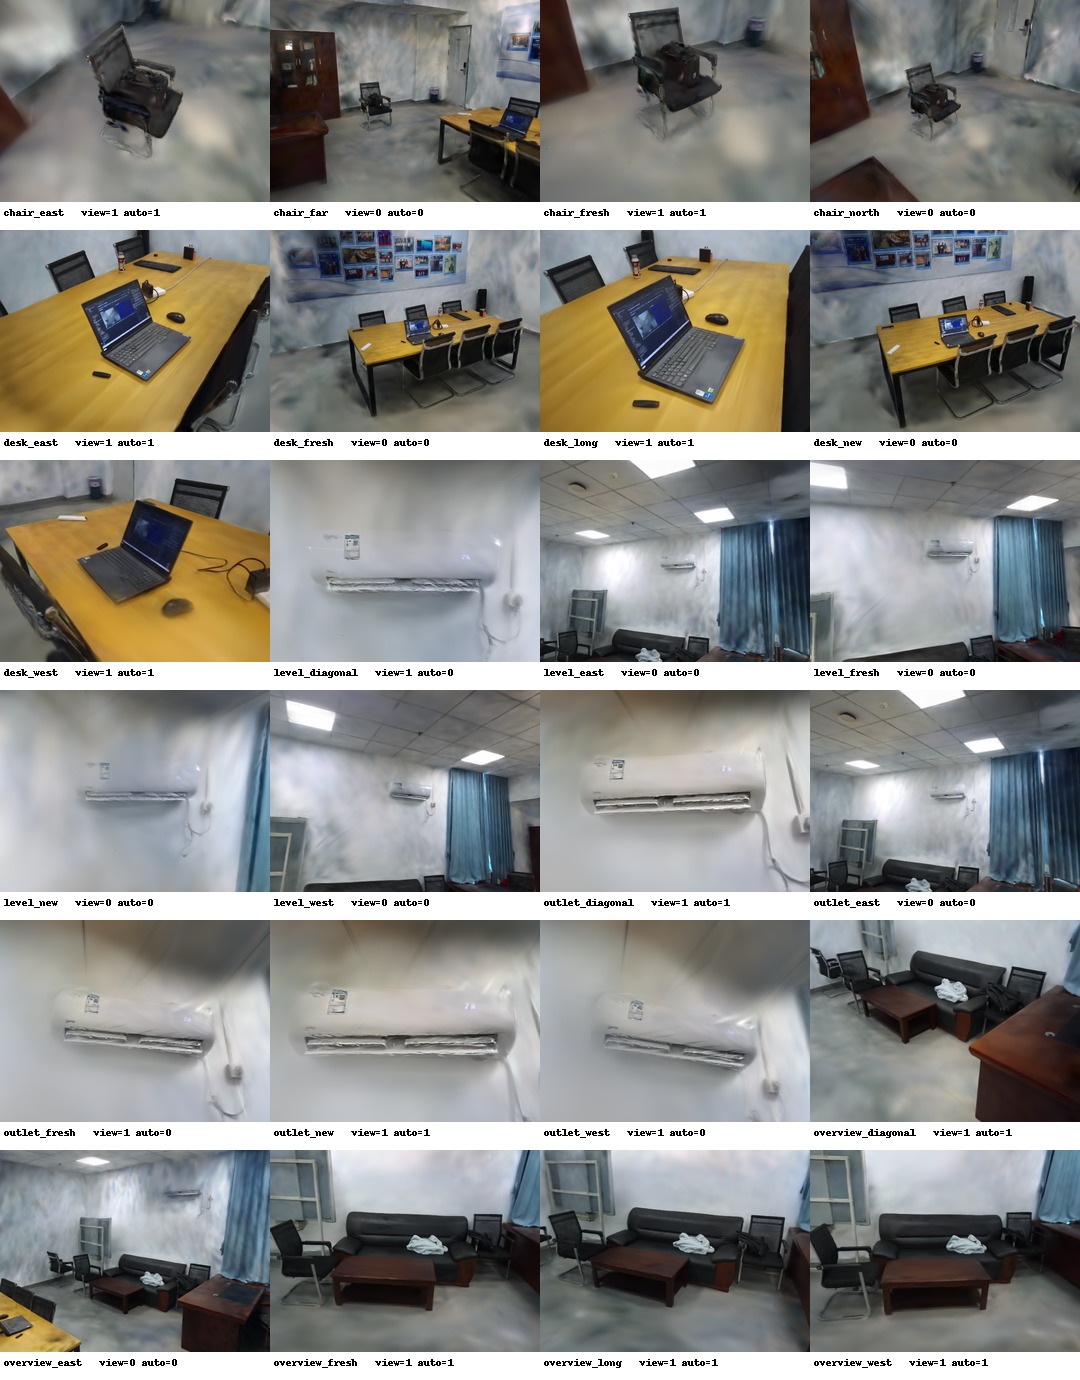 chair_east view=1 auto=1
chair_far view=0 auto=0
chair_fresh view=1 auto=1
chair_north view=0 auto=0
desk_east view=1 auto=1
desk_fresh view=0 auto=0
desk_long view=1 auto=1
desk_new view=0 auto=0
desk_west view=1 auto=1
level_diagonal view=1 auto=0
level_east view=0 auto=0
level_fresh view=0 auto=0
level_new view=0 auto=0
level_west view=0 auto=0
outlet_diagonal view=1 auto=1
outlet_east view=0 auto=0
outlet_fresh view=1 auto=0
outlet_new view=1 auto=1
outlet_west view=1 auto=0
overview_diagonal view=1 auto=1
overview_east view=0 auto=0
overview_fresh view=1 auto=1
overview_long view=1 auto=1
overview_west view=1 auto=1